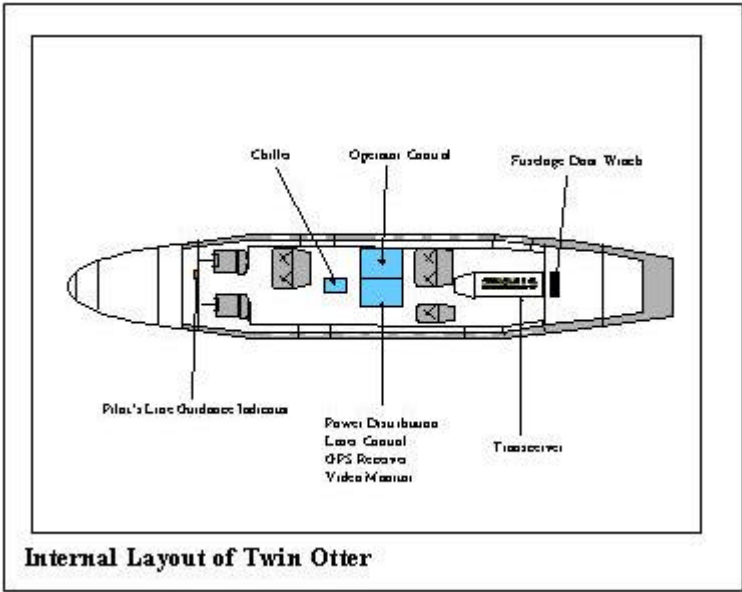 Chiller
Operator Control
Fuselage Door Winch
Pilot's Line Guidance Indicator
Power Distribution
Laser Control
GPS Receiver
Video Monitor
Transceiver
Internal Layout of Twin Otter